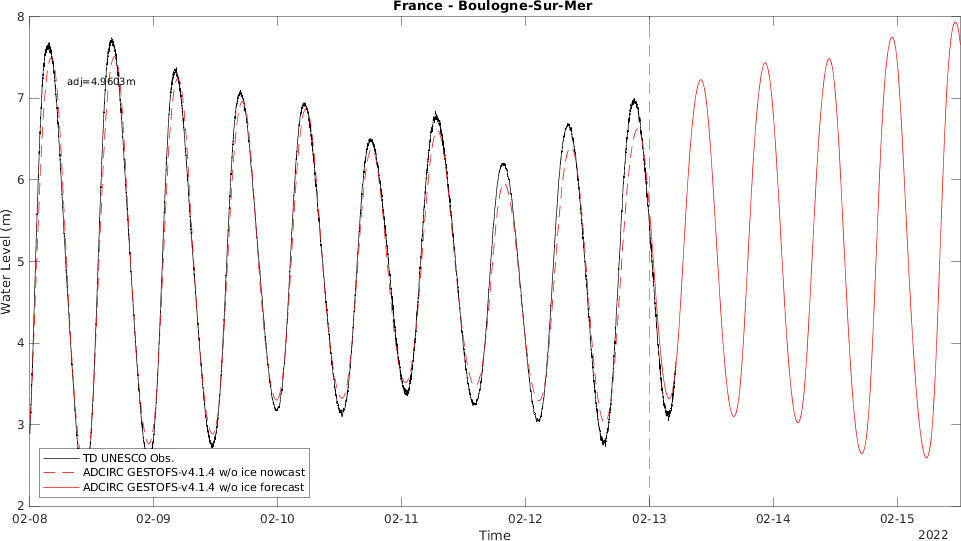 France - Boulogne-Sur-Mer
8
7
6
5
4
3
2
Water Level (m)
adj=4.9603m
TD UNESCO Obs.
ADCIRC GESTOFS-v4.1.4 w/o ice nowcast
ADCIRC GESTOFS-v4.1.4 w/o ice forecast
02-08 02-09 02-10 02-11 02-12 02-13 02-14 02-15
Time
2022